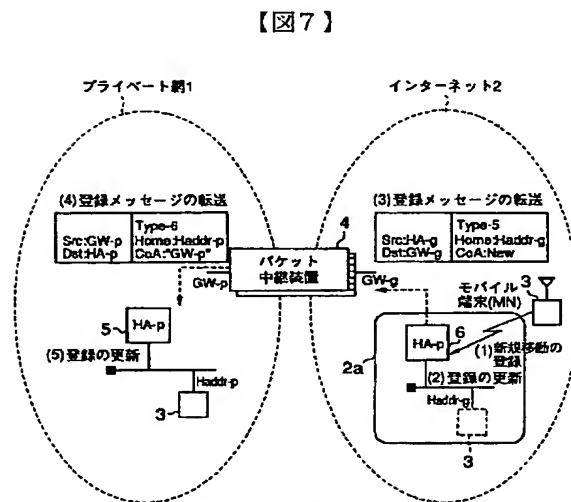 【図7】
プライベート網1
インターネット2
(4)登録メッセージの転送
Type-6
Src:GW-p Home:Haddr-p
Dst:HA-p CoA:"GW-p"
(3)登録メッセージの転送
Type-5
Src:HA-g Home:Haddr-g
Dst:GW-g CoA:New
4
パケット
中継装置
GW-p
GW-g
モバイル
端末(MN)
3
5
HA-p
(5)登録の更新
Haddr-p
3
2a
HA-p
6
(1)新規移動の
登録
(2)登録の更新
Haddr-g
3